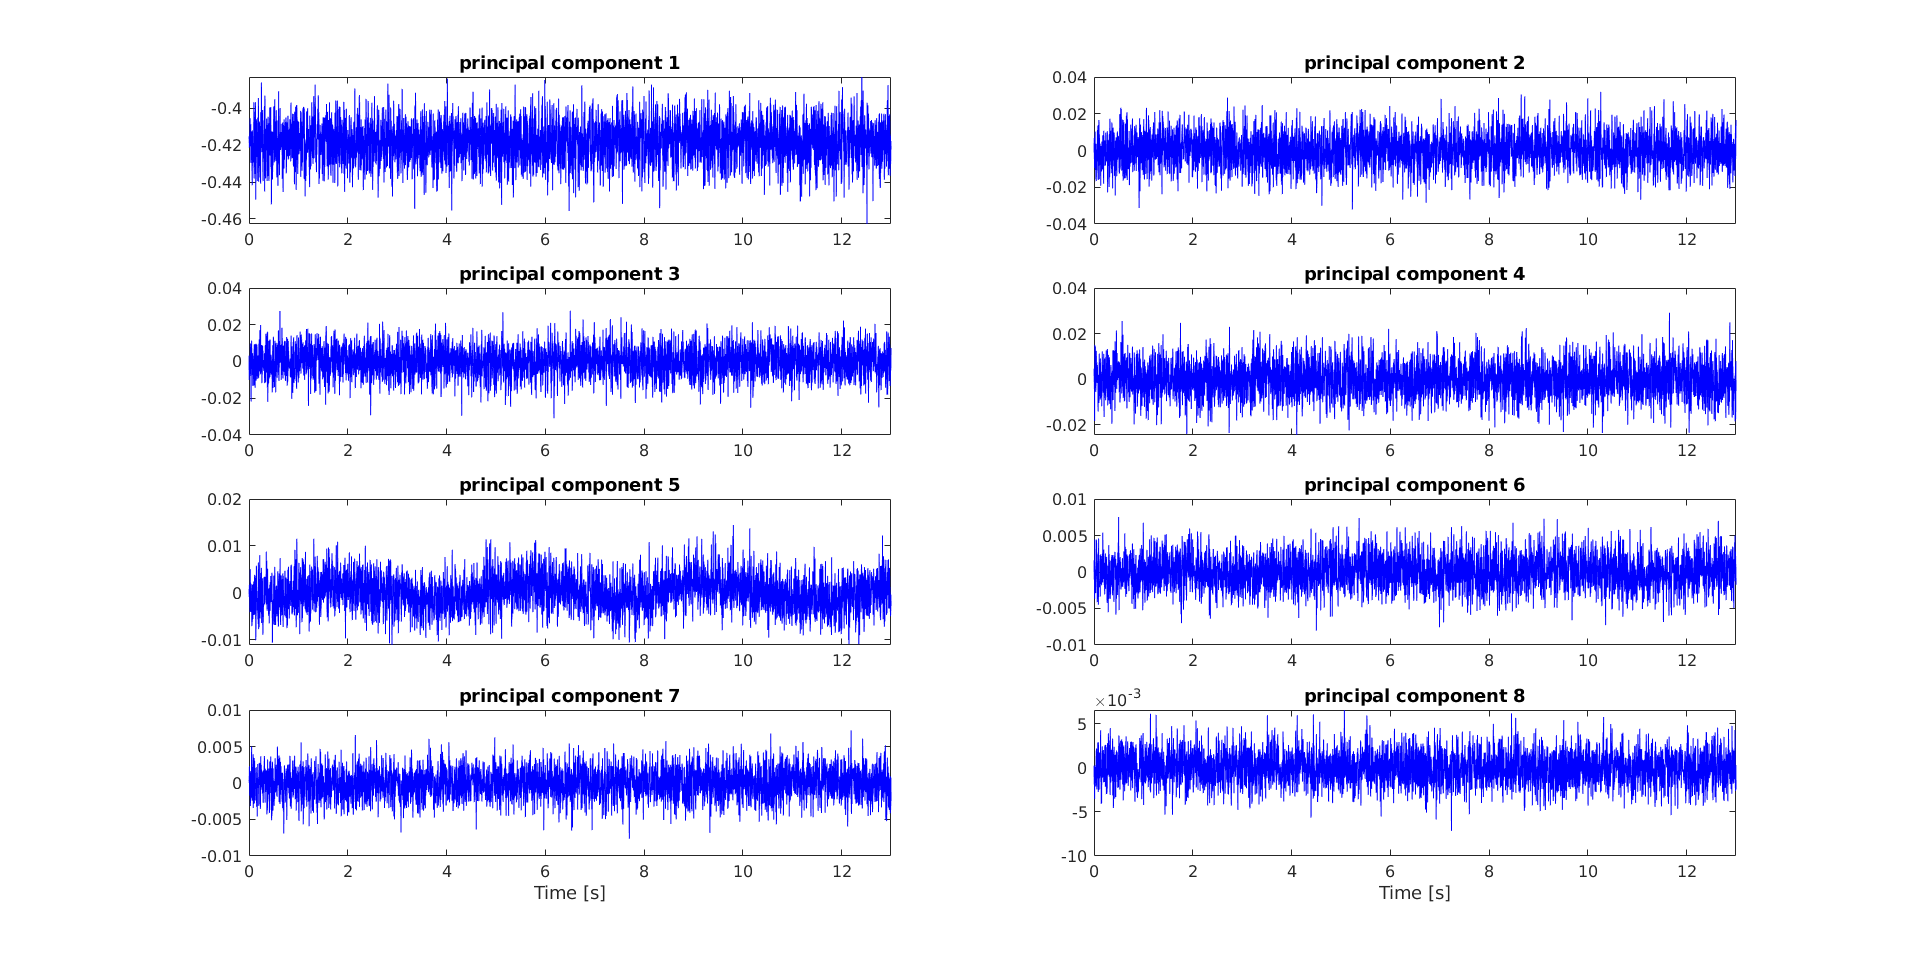 principal component 1
-0.4
-0.42
-0.44
-0.46
0 2 4 6 8 10 12
principal component 2
0.04
0.02
0
-0.02
-0.04
0 2 4 6 8 10 12
principal component 3
0.04
0.02
0
-0.02
-0.04
0 2 4 6 8 10 12
principal component 4
0.04
0.02
0
-0.02
0 2 4 6 8 10 12
principal component 5
0.02
0.01
0
-0.01
0 2 4 6 8 10 12
principal component 6
0.01
0.005
0
-0.005
-0.01
0 2 4 6 8 10 12
principal component 7
0.01
0.005
0
-0.005
-0.01
0 2 4 6 8 10 12
Time [s]
principal component 8
×10⁻³
5
0
-5
-10
0 2 4 6 8 10 12
Time [s]